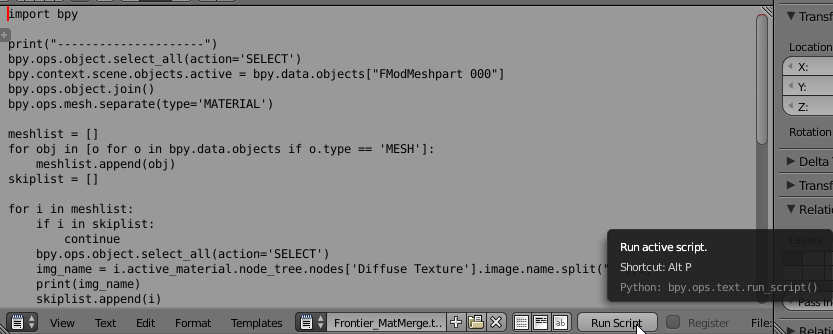 import bpy
print("---------------------")
bpy.ops.object.select_all(action='SELECT')
bpy.context.scene.objects.active = bpy.data.objects["FModMeshpart 000"]
bpy.ops.object.join()
bpy.ops.mesh.separate(type='MATERIAL')
meshlist = []
for obj in [o for o in bpy.data.objects if o.type == 'MESH']:
    meshlist.append(obj)
skiplist = []
for i in meshlist:
    if i in skiplist:
        continue
    bpy.ops.object.select_all(action='SELECT')
    img_name = i.active_material.node_tree.nodes['Diffuse Texture'].image.name.split("
    print(img_name)
    skiplist.append(i)
Transf
Location
X:
Y:
Z:
Rotation
Delta
Transf
Relati
Layers
Pass In
Run active script.
Shortcut: Alt P
Python: bpy.ops.text.run_script()
View Text Edit Format Templates Frontier_MatMerge.t.. Run Script Register File: